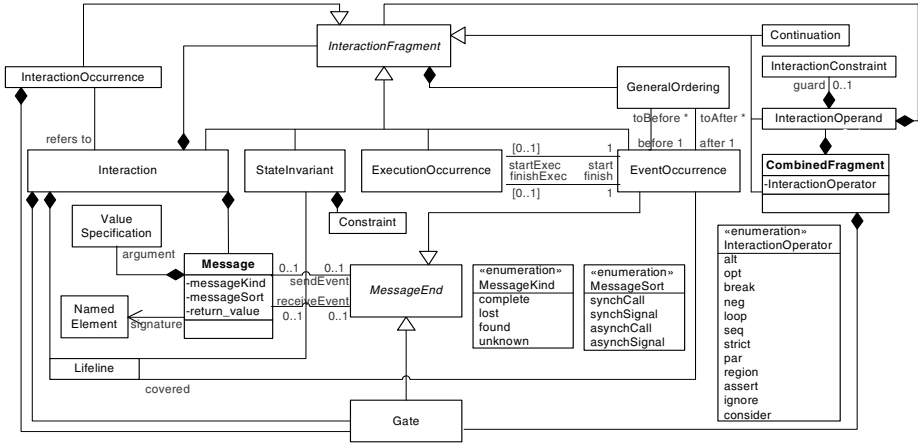 InteractionFragment
Continuation
InteractionOccurrence
InteractionConstraint
guard 0..1
GeneralOrdering
toBefore *
toAfter *
InteractionOperand
refers to
[0..1]
1
before 1
after 1
Interaction
StateInvariant
ExecutionOccurrence
startExec
start
finishExec
finish
[0..1]
1
EventOccurrence
CombinedFragment
-InteractionOperator
Constraint
Value
Specification
argument
Message
-messageKind
-messageSort
-return_value
0..1
0..1
sendEvent
receiveEvent
0..1
0..1
MessageEnd
«enumeration»
MessageKind
complete
lost
found
unknown
«enumeration»
MessageSort
synchCall
synchSignal
asynchCall
asynchSignal
«enumeration»
InteractionOperator
alt
opt
break
neg
loop
seq
strict
par
region
assert
ignore
consider
Named
Element
signature
Lifeline
covered
Gate